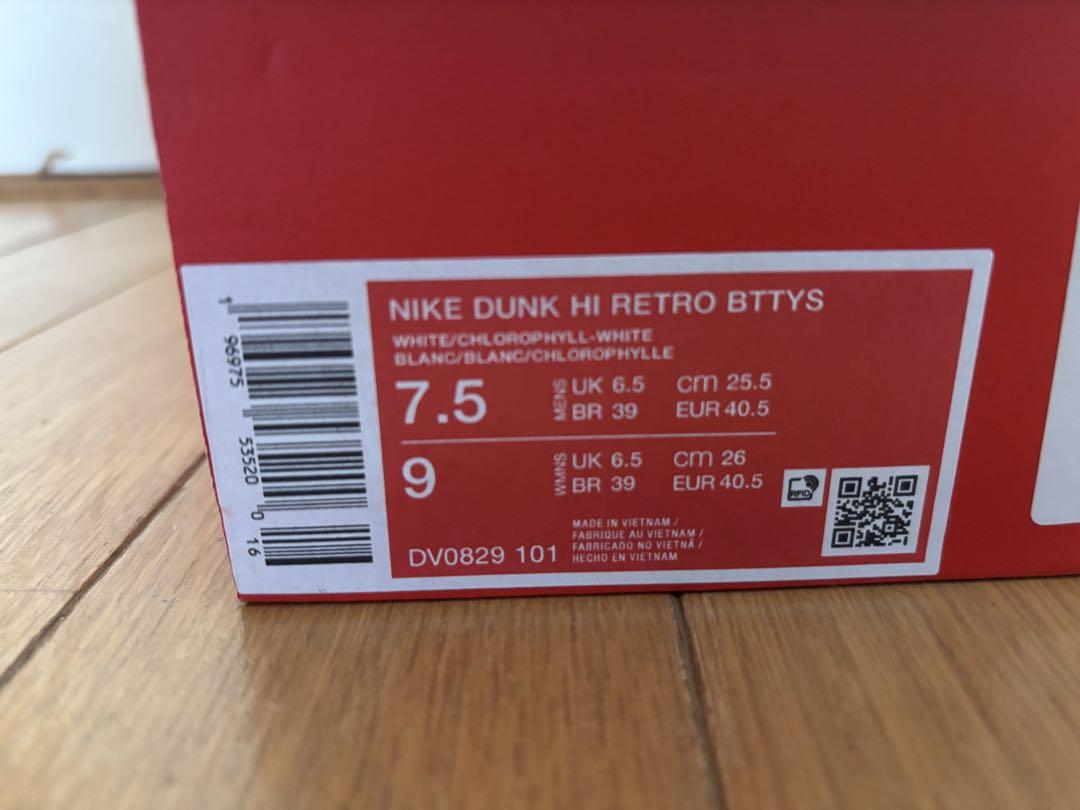 NIKE DUNK HI RETRO BTTYS
WHITE/CHLOROPHYLL-WHITE
BLANC/BLANC/CHLOROPHYLLE
7.5 MENS UK 6.5 cm 25.5
BR 39 EUR 40.5
9 WMNS UK 6.5 cm 26
BR 39 EUR 40.5
RFID
MADE IN VIETNAM /
FABRIQUE AU VIETNAM /
FABRICADO NO VIETNÃ /
HECHO EN VIETNAM
DV0829 101
1 96975 53520 0 16